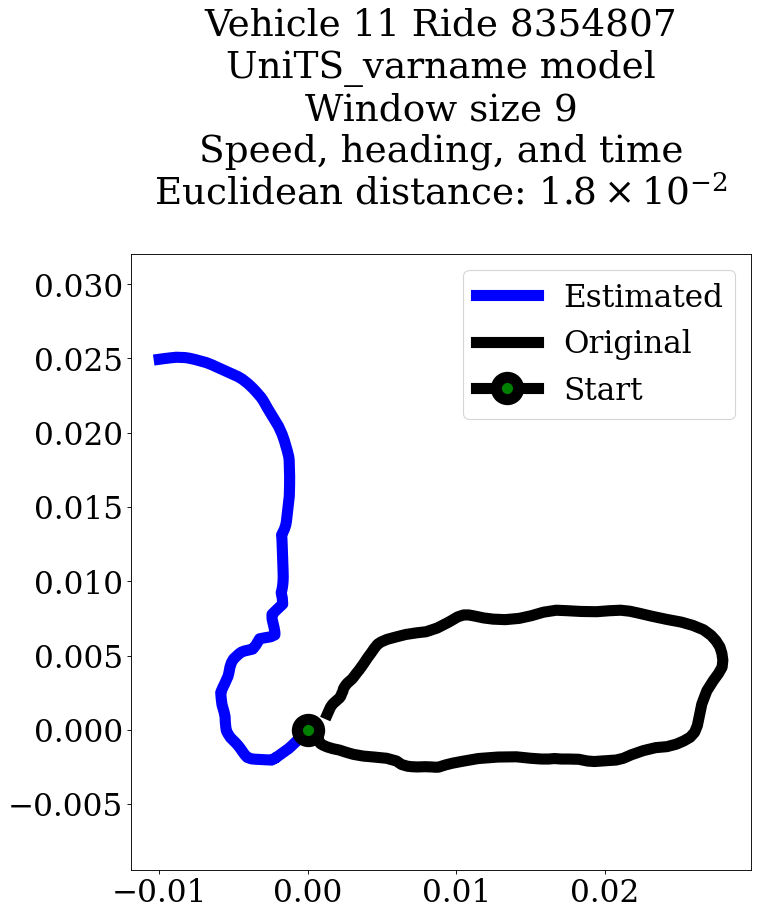 Vehicle 11 Ride 8354807
UniTS_varname model
Window size 9
Speed, heading, and time
Euclidean distance: 1.8 × 10⁻²
0.030
0.025
0.020
0.015
0.010
0.005
0.000
−0.005
Estimated
Original
Start
−0.01 0.00 0.01 0.02